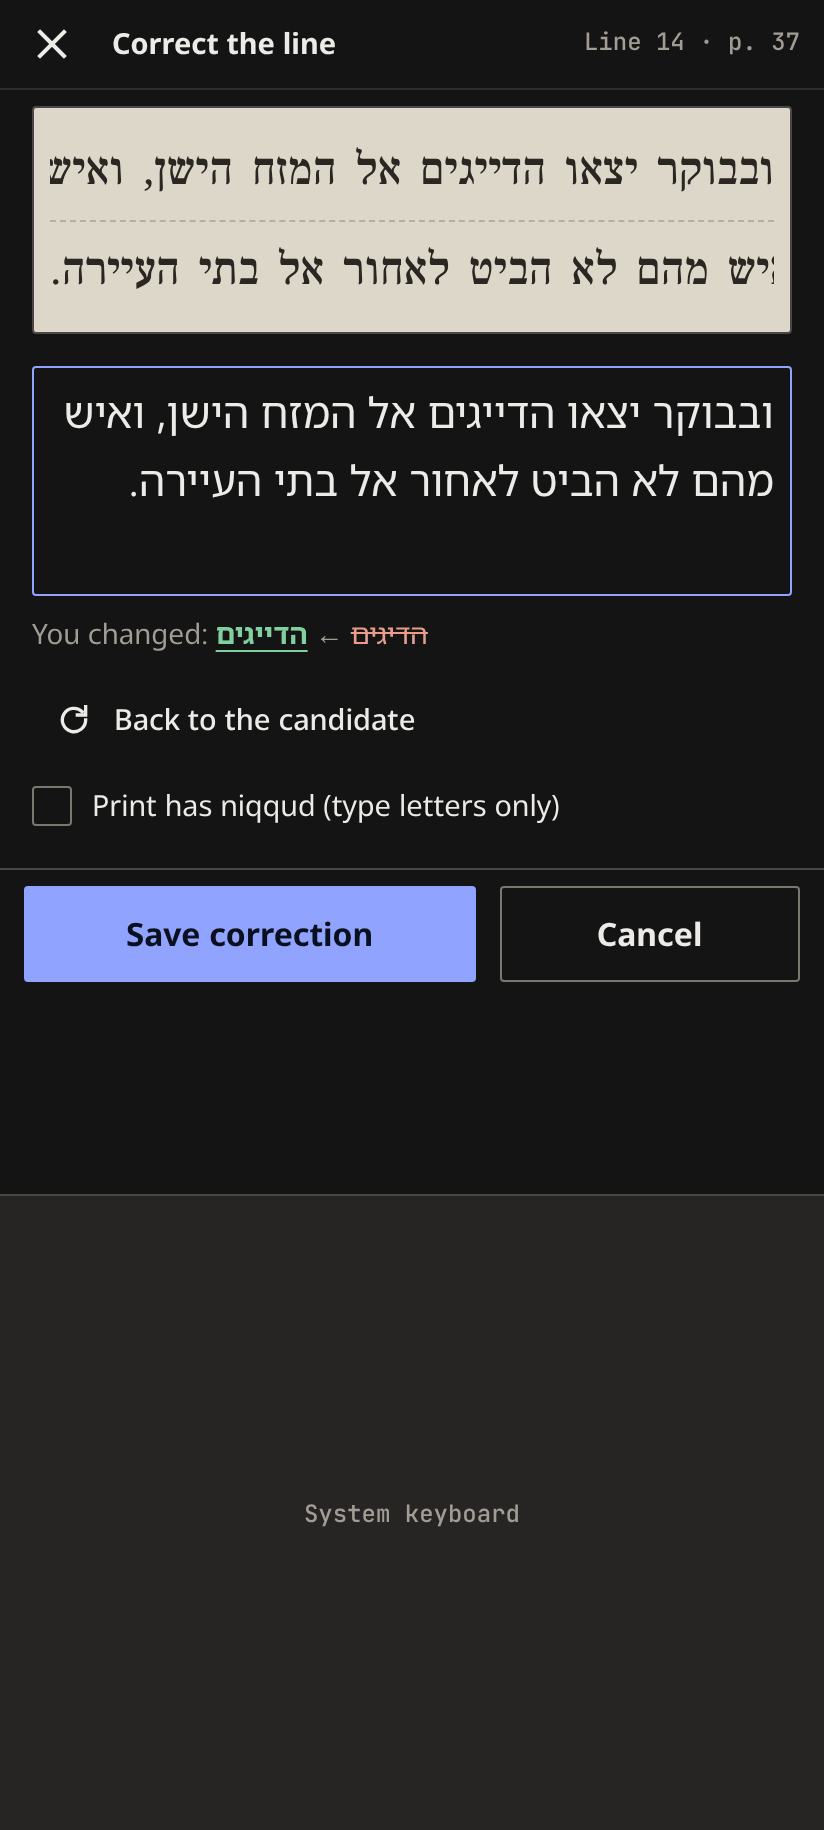 Correct the line
Line 14 · p. 37
ובבוקר יצאו הדייגים אל המזח הישן, ואיש
איש מהם לא הביט לאחור אל בתי העיירה.
ובבוקר יצאו הדייגים אל המזח הישן, ואיש
מהם לא הביט לאחור אל בתי העיירה.
You changed: הדייגים ← הדיגים
Back to the candidate
Print has niqqud (type letters only)
Save correction
Cancel
System keyboard